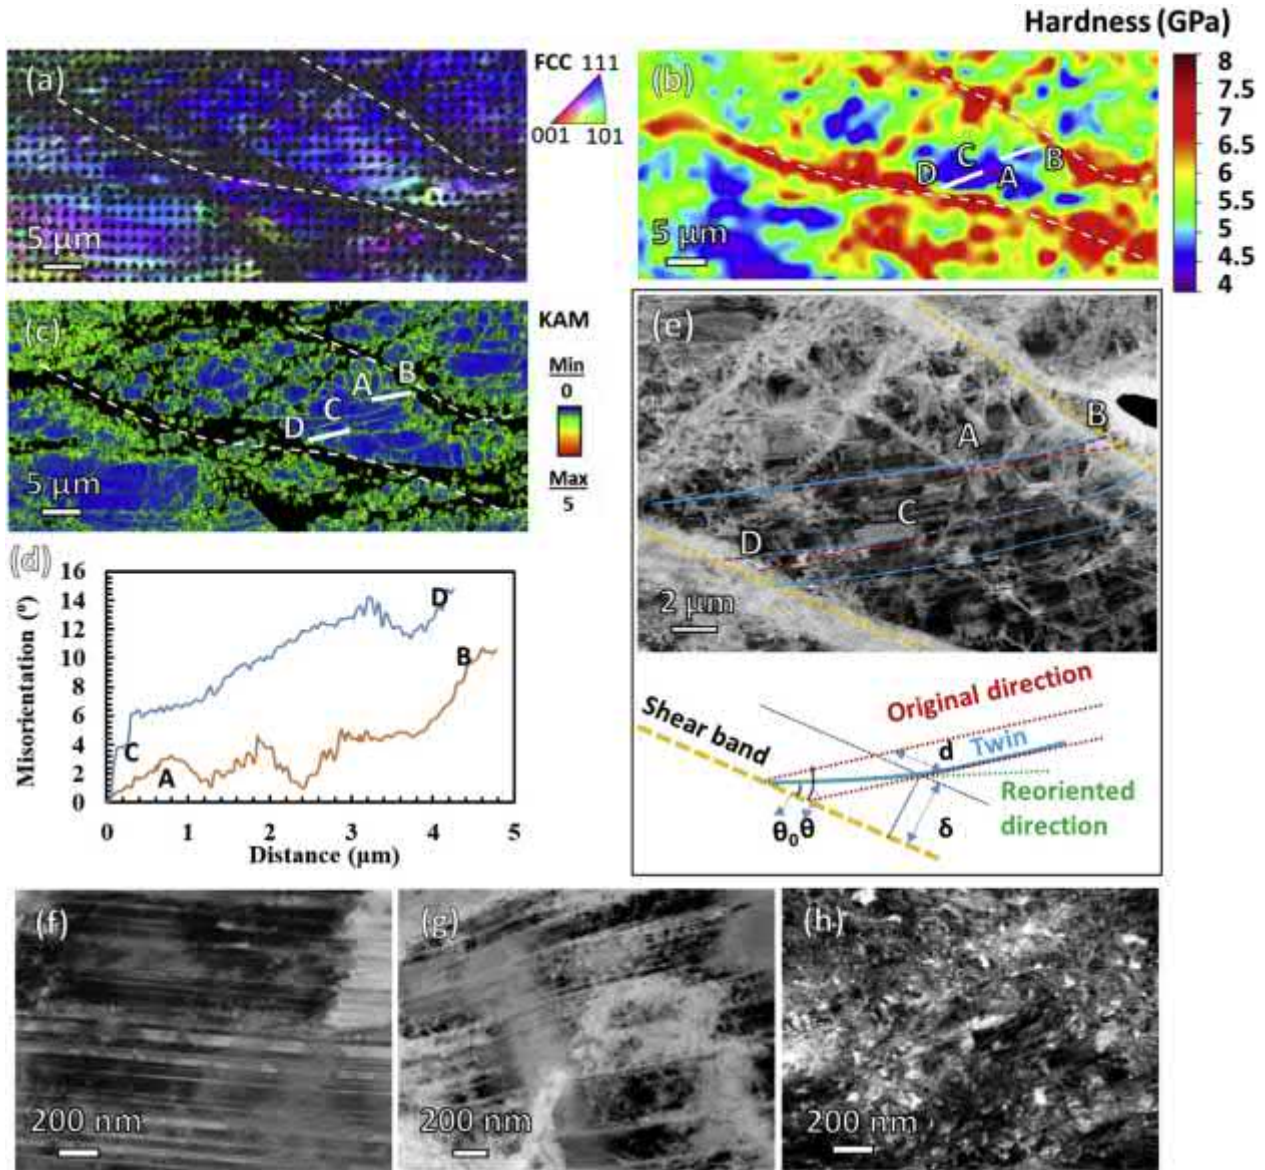 Hardness (GPa)
(a)
5 µm
FCC 111
001 101
(b)
C
D
A
B
5 µm
8
7.5
7
6.5
6
5.5
5
4.5
4
(c)
A
B
C
D
5 µm
KAM
Min
0
Max
5
(d)
16
14
12
10
8
6
4
2
0
Misorientation (º)
D
B
C
A
0 1 2 3 4 5
Distance (µm)
(e)
A
B
C
D
2 µm
Shear band
Original direction
Twin
d
Reoriented
direction
θ₀
θ
δ
(f)
200 nm
(g)
200 nm
(h)
200 nm